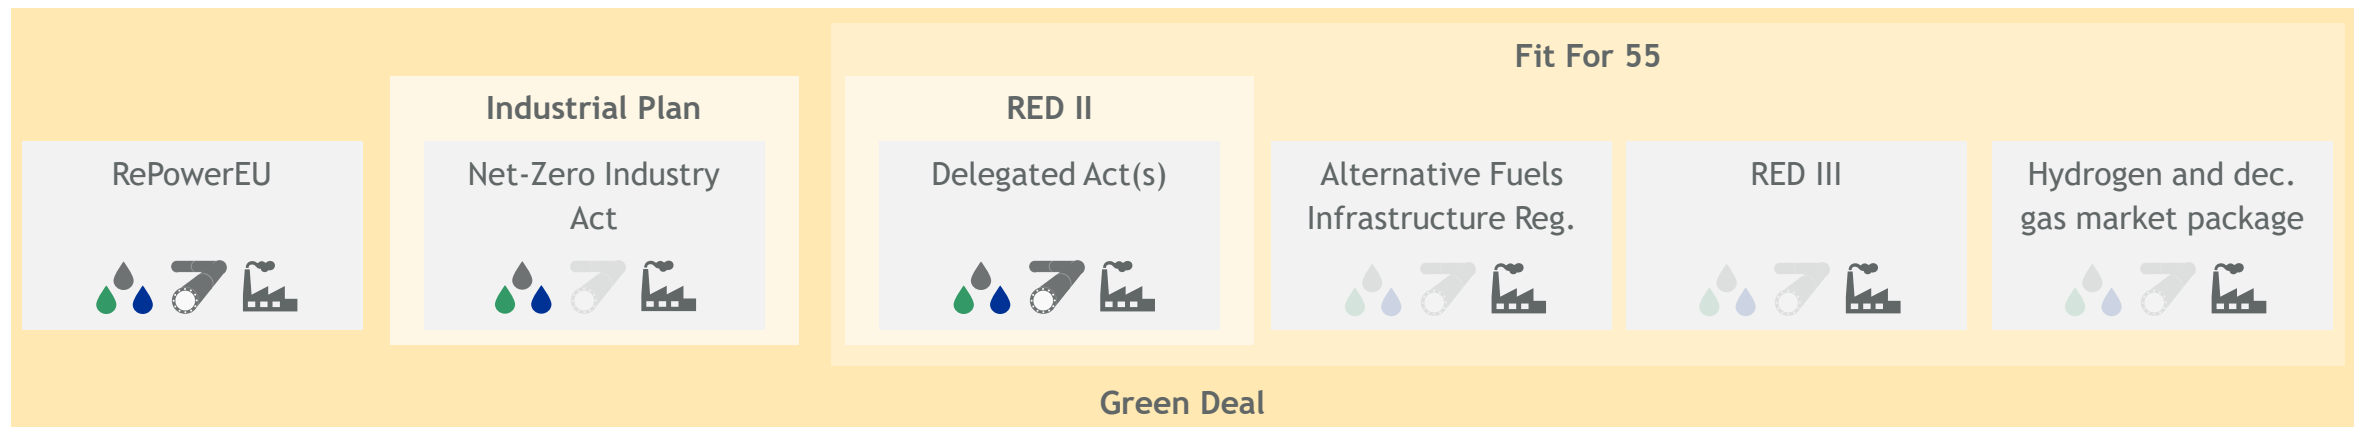 Fit For 55
Industrial Plan
RED II
RePowerEU
Net-Zero Industry
Act
Delegated Act(s)
Alternative Fuels
Infrastructure Reg.
RED III
Hydrogen and dec.
gas market package
Green Deal